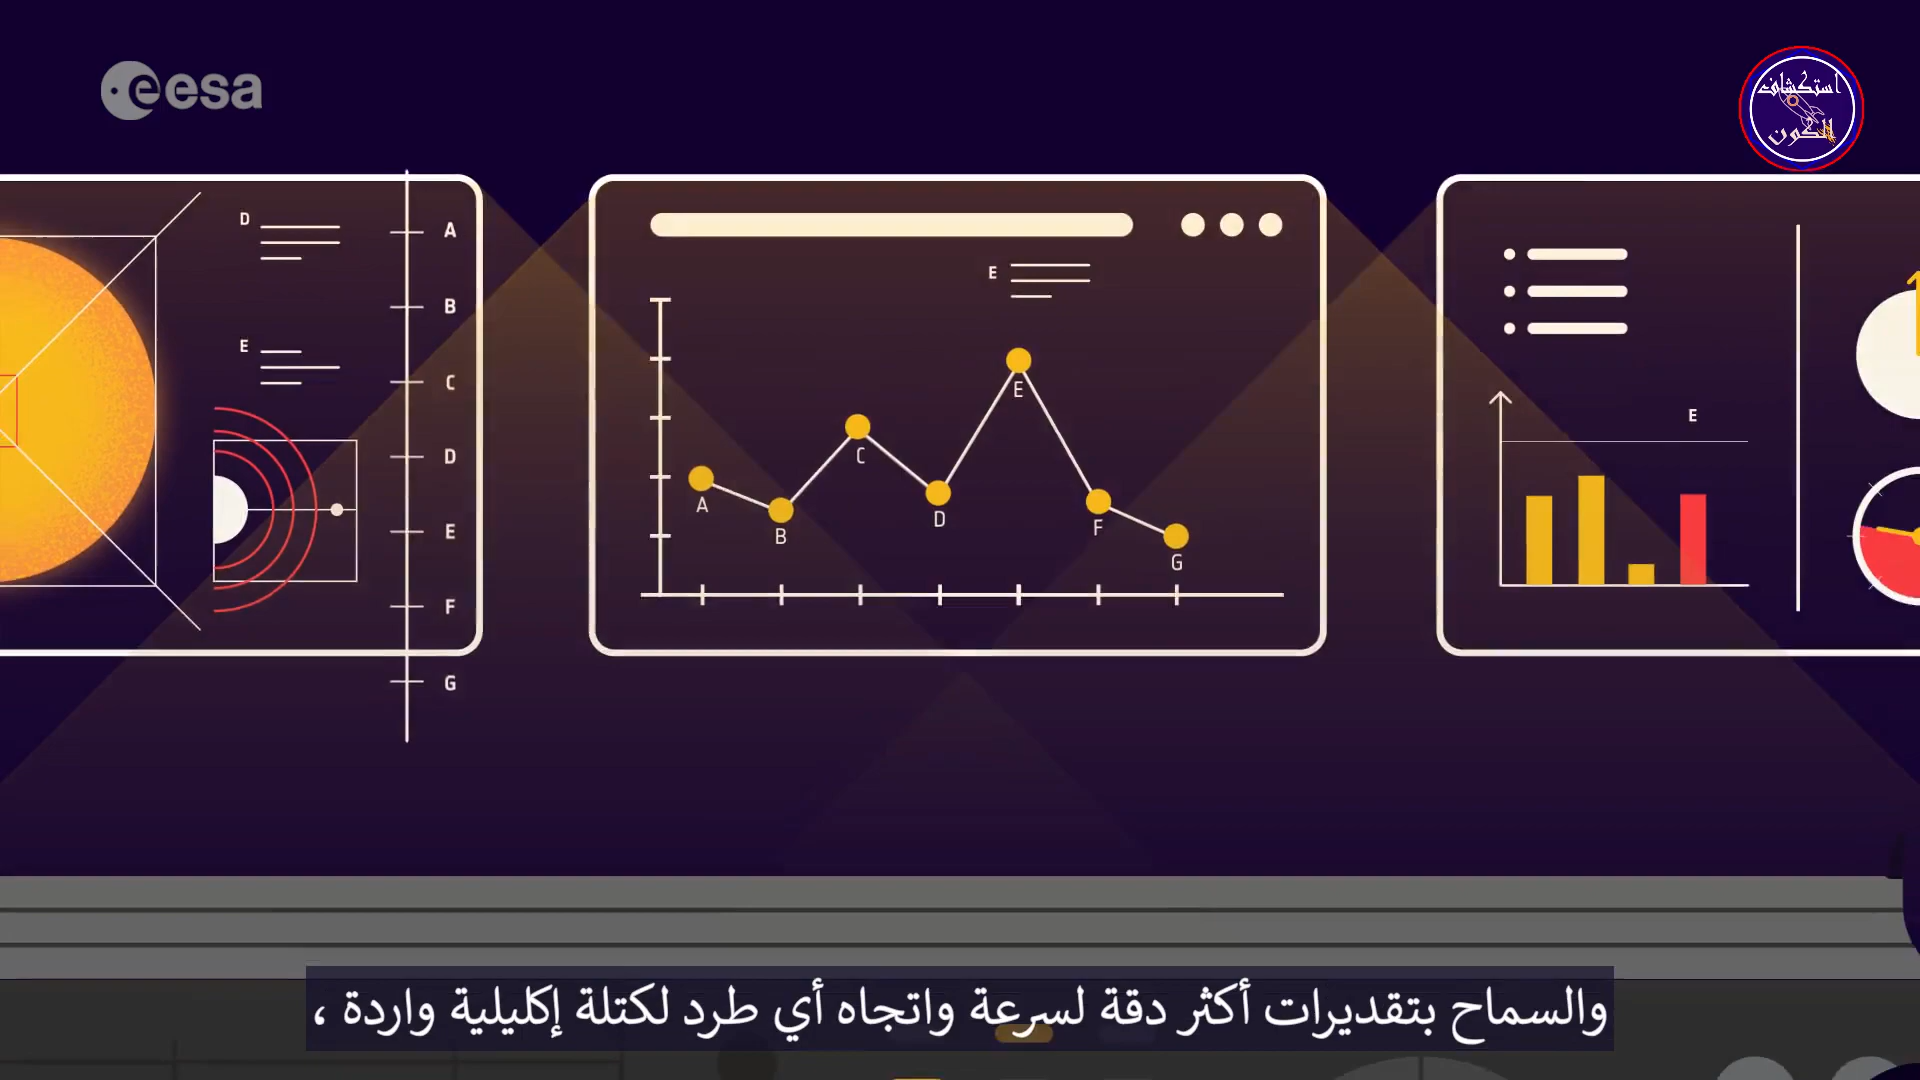 esa
استكشاف
الكون
D
E
A
B
C
D
E
F
G
E
A
B
C
D
E
F
G
E
والسماح بتقديرات أكثر دقة لسرعة واتجاه أي طرد لكتلة إكليلية واردة ،